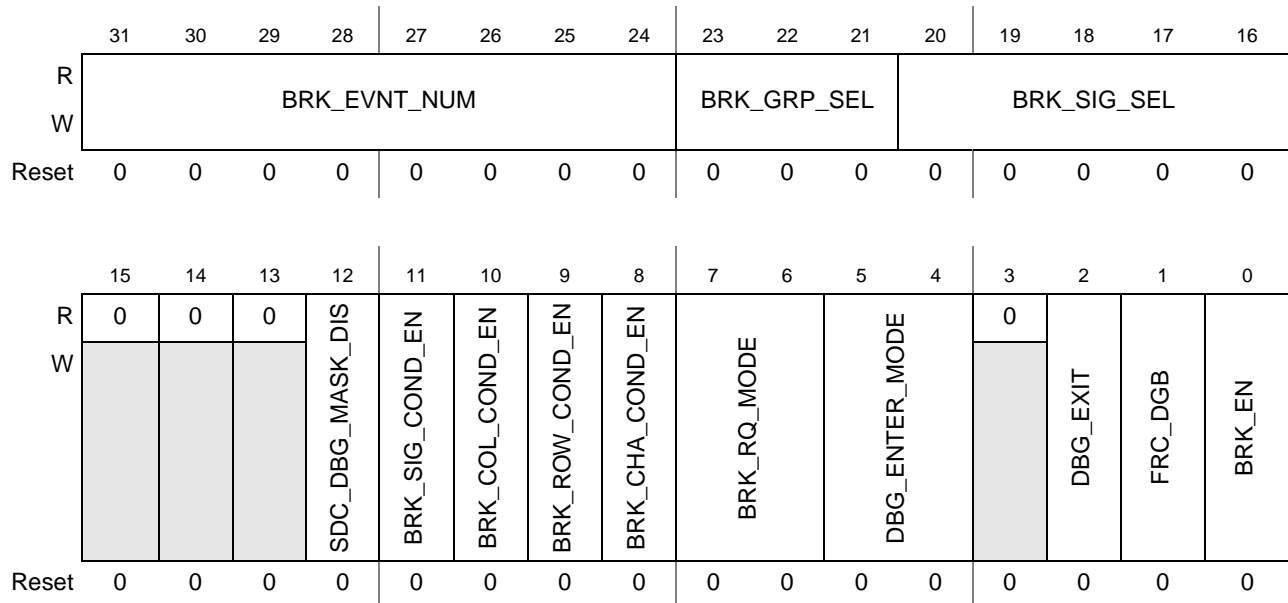 31 30 29 28 27 26 25 24 23 22 21 20 19 18 17 16
R
W
BRK_EVNT_NUM BRK_GRP_SEL BRK_SIG_SEL
Reset 0 0 0 0 0 0 0 0 0 0 0 0 0 0 0 0
15 14 13 12 11 10 9 8 7 6 5 4 3 2 1 0
R 0 0 0 0
W
SDC_DBG_MASK_DIS
BRK_SIG_COND_EN
BRK_COL_COND_EN
BRK_ROW_COND_EN
BRK_CHA_COND_EN
BRK_RQ_MODE
DBG_ENTER_MODE
DBG_EXIT
FRC_DGB
BRK_EN
Reset 0 0 0 0 0 0 0 0 0 0 0 0 0 0 0 0